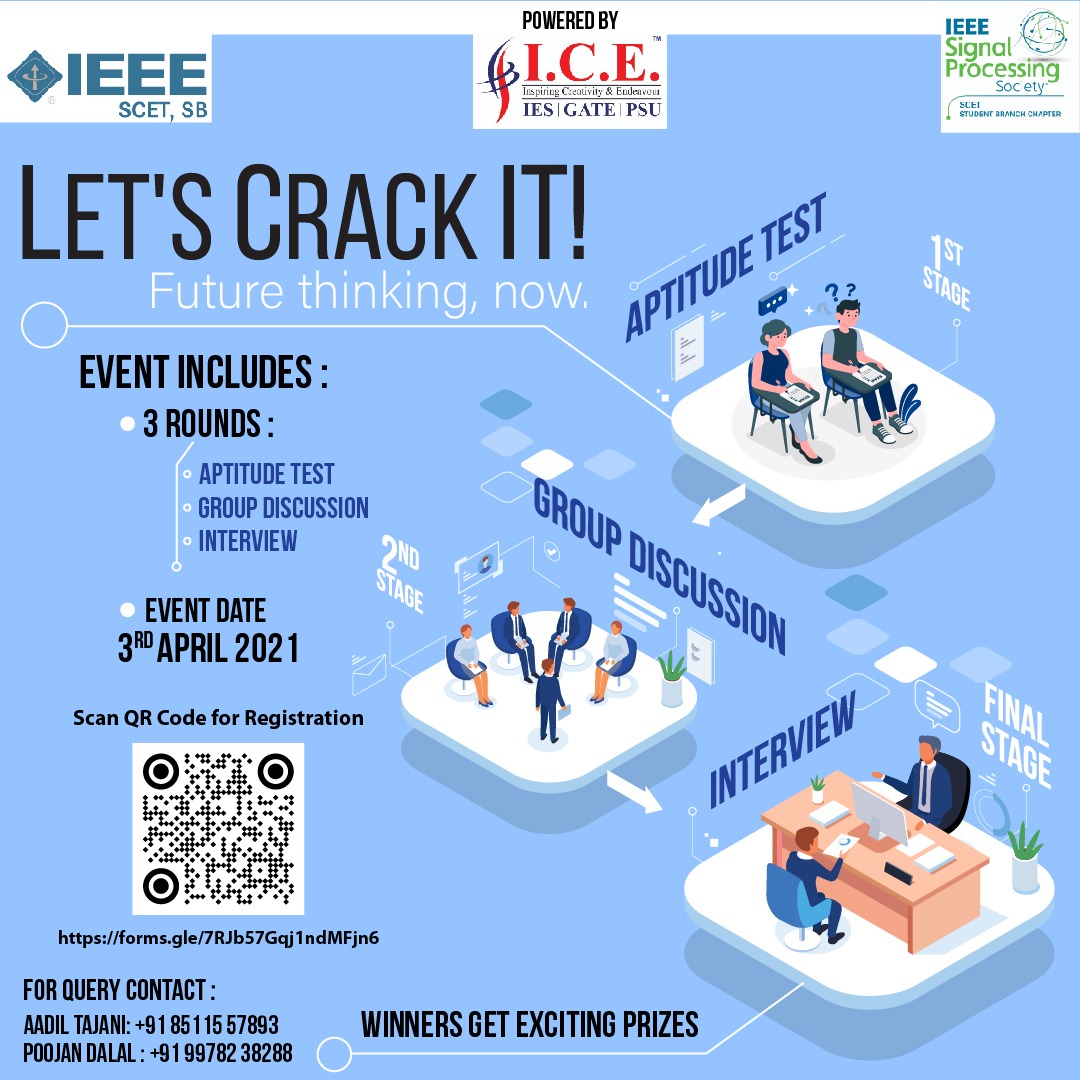 POWERED BY
IEEE
SCET, SB
I.C.E.™
Inspiring Creativity & Endeavour
IES | GATE | PSU
IEEE
Signal
Processing
Society
SCET
STUDENT BRANCH CHAPTER
LET'S CRACK IT!
Future thinking, now.
APTITUDE TEST
1ST
STAGE
EVENT INCLUDES :
3 ROUNDS :
APTITUDE TEST
GROUP DISCUSSION
INTERVIEW
GROUP DISCUSSION
2ND
STAGE
EVENT DATE
3RD APRIL 2021
INTERVIEW
FINAL
STAGE
Scan QR Code for Registration
https://forms.gle/7RJb57Gqj1ndMFjn6
FOR QUERY CONTACT :
AADIL TAJANI: +91 85115 57893
POOJAN DALAL : +91 99782 38288
WINNERS GET EXCITING PRIZES